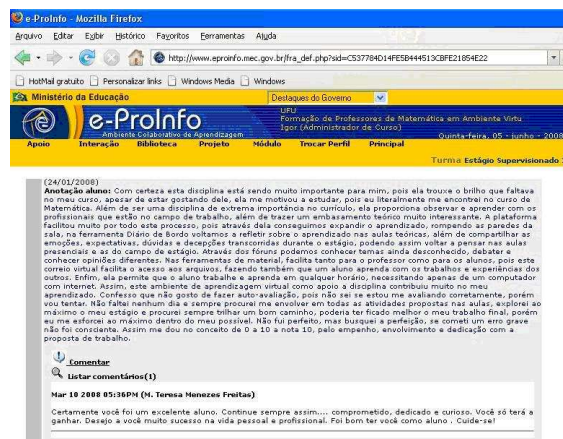 e-ProInfo - Mozilla Firefox
Arquivo Editar Exibir Histórico Favoritos Ferramentas Ajuda
http://www.eproinfo.mec.gov.br/fra_def.php?sid=C537784D14FE5B444513CBFE21854E22
HotMail gratuito Personalizar links Windows Media Windows
Ministério da Educação Destaques do Governo
e-ProInfo
Ambiente Colaborativo de Aprendizagem
UFU
Formação de Professores de Matemática em Ambiente Virtu
Igor (Administrador de Curso)
Quinta-feira, 05 - junho - 2008
Apoio Interação Biblioteca Projeto Módulo Trocar Perfil Principal
Turma Estágio Supervisionado
(24/01/2008)
Anotação aluno: Com certeza esta disciplina está sendo muito importante para mim, pois ela trouxe o brilho que faltava
no meu curso, apesar de estar gostando dele, ela me motivou a estudar, pois eu literalmente me encontrei no curso de
Matemática. Além de ser uma disciplina de extrema importância no currículo, ela proporciona observar e aprender com os
profissionais que estão no campo de trabalho, além de trazer um embasamento teórico muito interessante. A plataforma
facilitou muito por todo este processo, pois através dala conseguimos expandir o aprendizado, rompendo as paredes da
sala, na ferramenta Diário de Bordo voltamos a refletir sobre o aprendizado nas aulas teóricas, além de compartilhar as
emoções, expectativas, dúvidas e decepções transcorridas durante o estágio, podendo assim voltar a pensar nas aulas
presenciais e as do campo de estágio. Através dos fóruns podemos conhecer temas ainda desconhecido, debater e
conhecer opiniões diferentes. Nas ferramentas de material, facilita tanto para o professor como para os alunos, pois este
correio virtual facilita o acesso aos arquivos, fazendo também que um aluno aprenda com os trabalhos e experiências dos
outros. Enfim, ela permite que o aluno trabalhe e aprenda em qualquer horário, necessitando apenas de um computador
com internet. Assim, este ambiente de aprendizagem virtual como apoio a disciplina contribuiu muito no meu
aprendizado. Confesso que não gosto de fazer auto-avaliação, pois não sei se estou me avaliando corretamente, porém
vou tentar. Não faltei nenhum dia e sempre procurei me envolver em todas as atividades propostas nas aulas, explorei ao
máximo o meu estágio e procurei sempre trilhar um bom caminho, poderia ter ficado melhor o meu trabalho final, porém
eu me esforcei ao máximo dentro do meu possível. Não fui perfeito, mas busquei a perfeição, se cometi um erro grave
não foi consciente. Assim me dou no conceito de 0 a 10 a nota 10, pelo empenho, envolvimento e dedicação com a
proposta de trabalho.
Comentar
Listar comentários(1)
Mar 10 2008 05:36PM (M. Teresa Menezes Freitas)
Certamente você foi um excelente aluno. Continue sempre assim.... comprometido, dedicado e curioso. Você só terá a
ganhar. Desejo a você muito sucesso na vida pessoal e profissional. Foi bom ter você como aluno . Cuide-se!